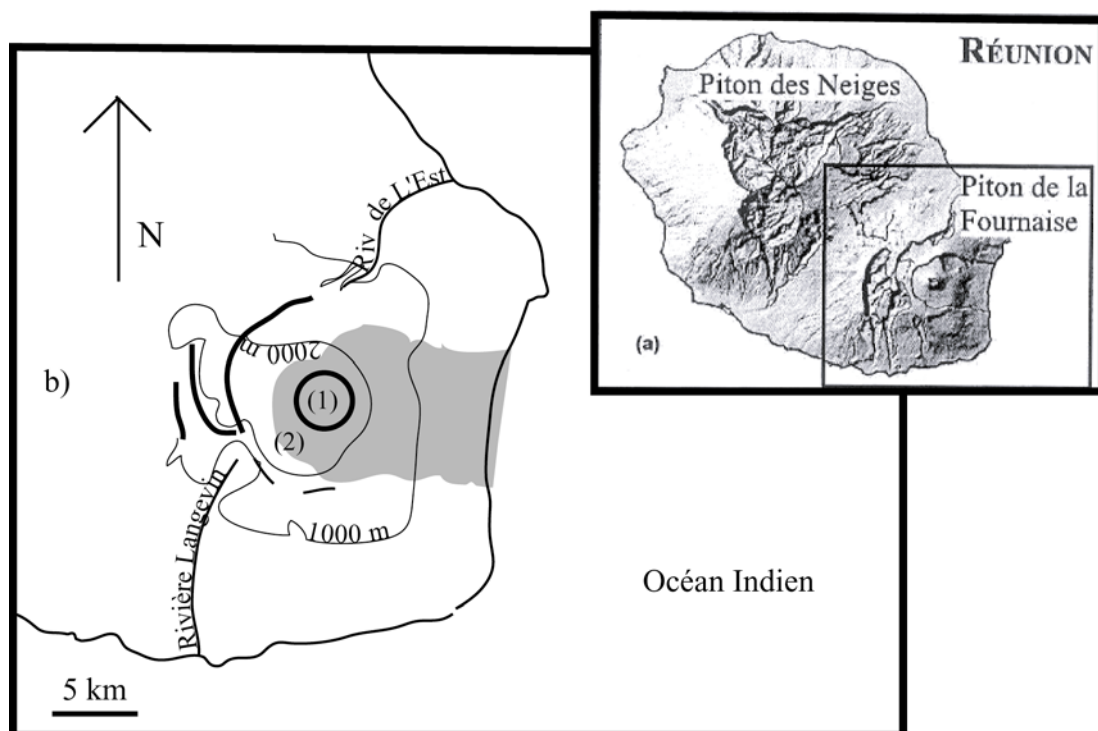 RÉUNION
Piton des Neiges
Piton de la
Fournaise
(a)
N
Riv de L'Est
b)
2000 m
(1)
(2)
1000 m
Rivière Langevin
Océan Indien
5 km